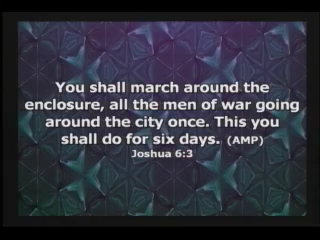 You shall march around the
enclosure, all the men of war going
around the city once. This you
shall do for six days. (AMP)
Joshua 6:3